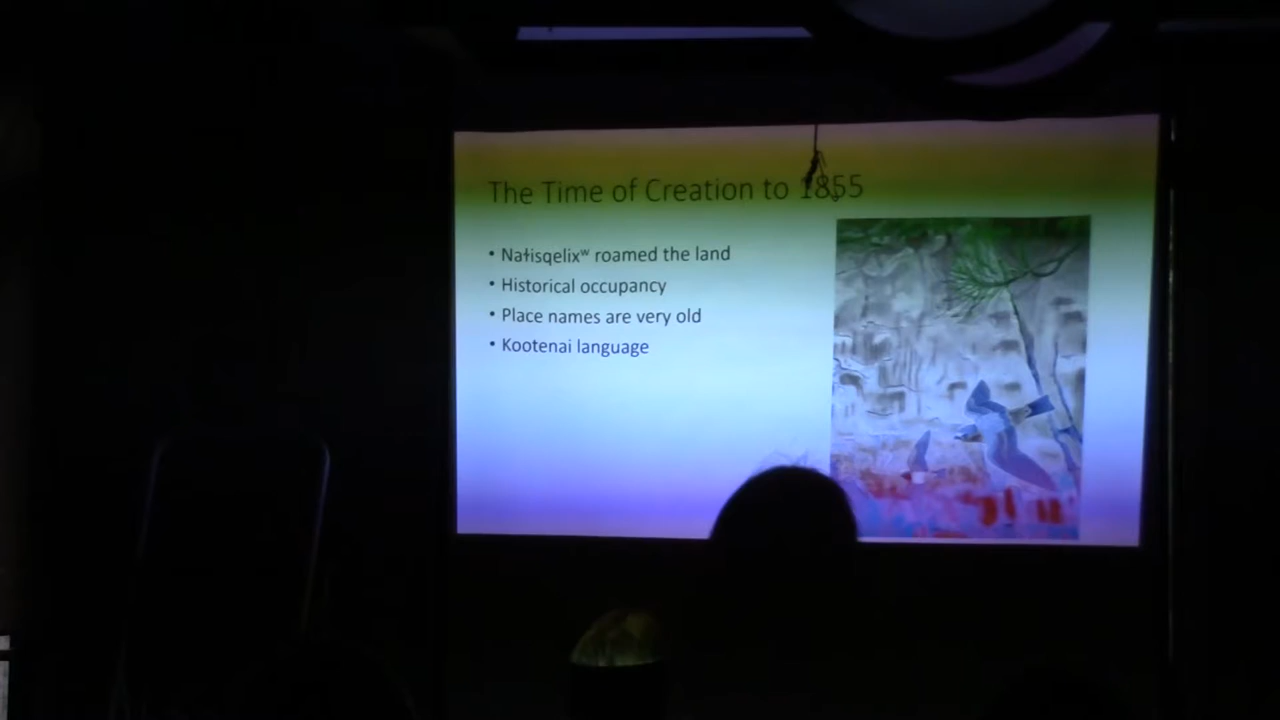 The Time of Creation to 1855
• Nałisqelixʷ roamed the land
• Historical occupancy
• Place names are very old
• Kootenai language